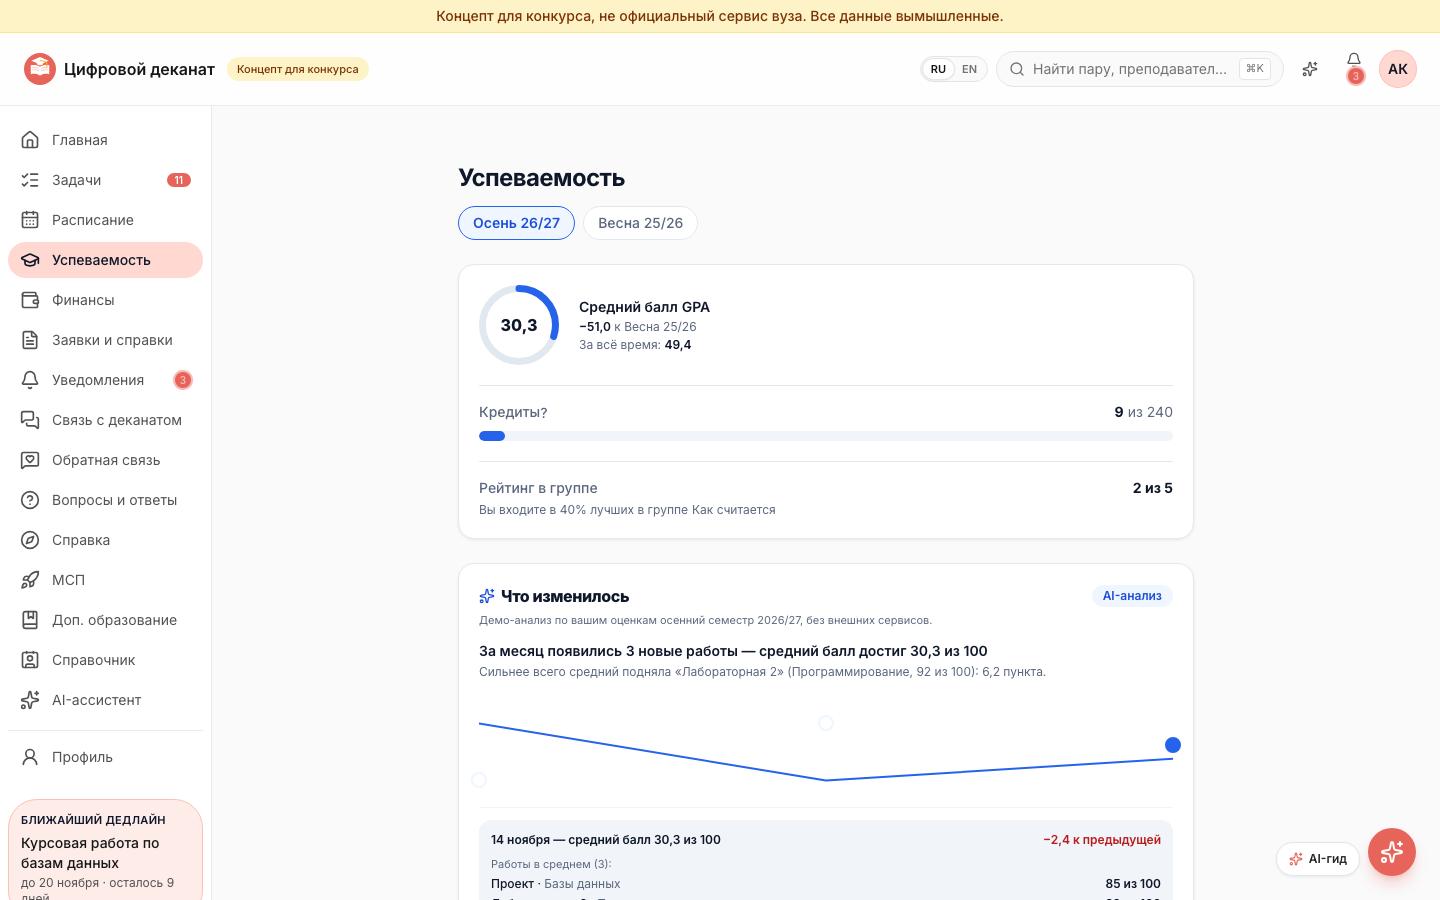 Концепт для конкурса, не официальный сервис вуза. Все данные вымышленные.
Цифровой деканат
Концепт для конкурса
RU EN
Найти пару, преподавател...
⌘K
3
АК
Главная
Задачи 11
Расписание
Успеваемость
Финансы
Заявки и справки
Уведомления 3
Связь с деканатом
Обратная связь
Вопросы и ответы
Справка
МСП
Доп. образование
Справочник
AI-ассистент
Профиль
БЛИЖАЙШИЙ ДЕДЛАЙН
Курсовая работа по
базам данных
до 20 ноября · осталось 9
дней
Успеваемость
Осень 26/27
Весна 25/26
30,3
Средний балл GPA
−51,0 к Весна 25/26
За всё время: 49,4
Кредиты?
9 из 240
Рейтинг в группе
2 из 5
Вы входите в 40% лучших в группе Как считается
Что изменилось
AI-анализ
Демо-анализ по вашим оценкам осенний семестр 2026/27, без внешних сервисов.
За месяц появились 3 новые работы — средний балл достиг 30,3 из 100
Сильнее всего средний подняла «Лабораторная 2» (Программирование, 92 из 100): 6,2 пункта.
14 ноября — средний балл 30,3 из 100
−2,4 к предыдущей
Работы в среднем (3):
Проект · Базы данных
85 из 100
AI-гид